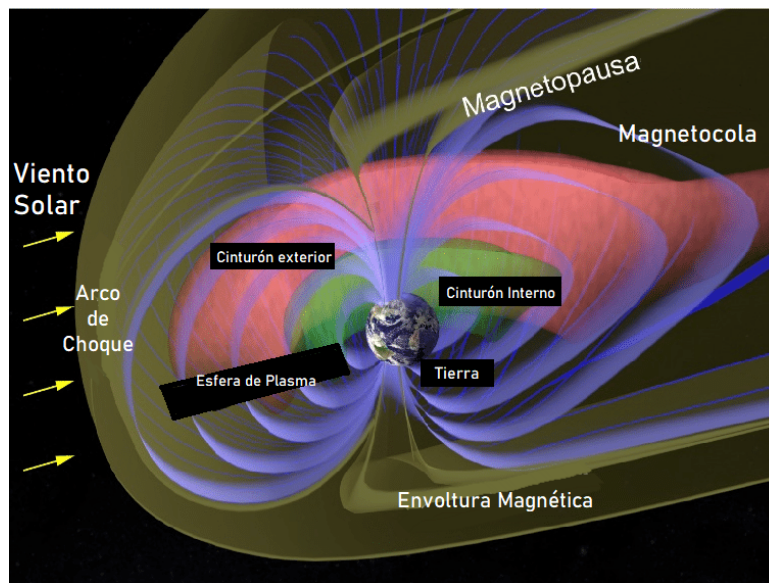 Magnetopausa
Magnetocola
Viento
Solar
Cinturón exterior
Cinturón Interno
Arco
de
Choque
Esfera de Plasma
Tierra
Envoltura Magnética